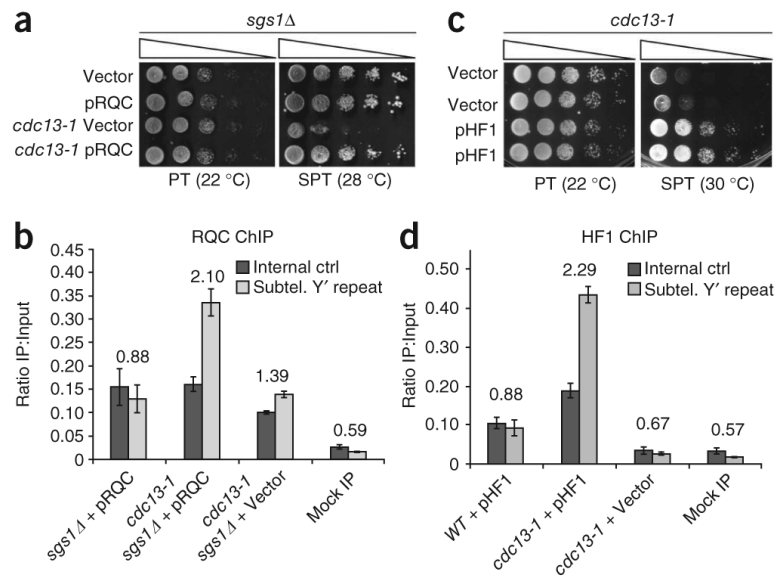 a
sgs1Δ
Vector
pRQC
cdc13-1 Vector
cdc13-1 pRQC
PT (22 °C)
SPT (28 °C)
c
cdc13-1
Vector
Vector
pHF1
pHF1
PT (22 °C)
SPT (30 °C)
b
RQC ChIP
Ratio IP:Input
0.45
0.40
0.35
0.30
0.25
0.20
0.15
0.10
0.05
0
Internal ctrl
Subtel. Y′ repeat
0.88
2.10
1.39
0.59
sgs1Δ + pRQC
cdc13-1
sgs1Δ + pRQC
cdc13-1
sgs1Δ + Vector
Mock IP
d
HF1 ChIP
Ratio IP:Input
0.50
0.40
0.30
0.20
0.10
0
Internal ctrl
Subtel. Y′ repeat
0.88
2.29
0.67
0.57
WT + pHF1
cdc13-1 + pHF1
cdc13-1 + Vector
Mock IP